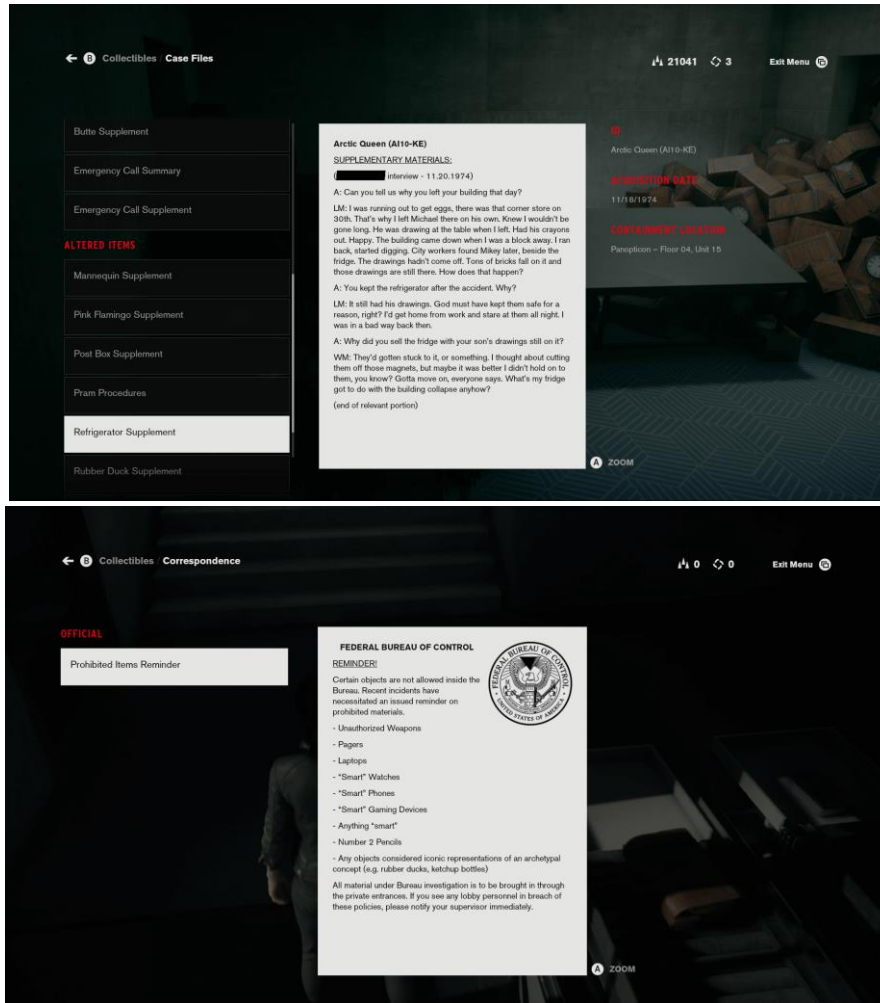 ← B Collectibles / Case Files
21041 3 Exit Menu
Butte Supplement
Emergency Call Summary
Emergency Call Supplement
ALTERED ITEMS
Mannequin Supplement
Pink Flamingo Supplement
Post Box Supplement
Pram Procedures
Refrigerator Supplement
Rubber Duck Supplement
Arctic Queen (AI10-KE)
SUPPLEMENTARY MATERIALS:
( interview - 11.20.1974)
A: Can you tell us why you left your building that day?
LM: I was running out to get eggs, there was that corner store on
30th. That's why I left Michael there on his own. Knew I wouldn't be
gone long. He was drawing at the table when I left. Had his crayons
out. Happy. The building came down when I was a block away. I ran
back, started digging. City workers found Mikey later, beside the
fridge. The drawings hadn't come off. Tons of bricks fall on it and
those drawings are still there. How does that happen?
A: You kept the refrigerator after the accident. Why?
LM: It still had his drawings. God must have kept them safe for a
reason, right? I'd get home from work and stare at them all night. I
was in a bad way back then.
A: Why did you sell the fridge with your son's drawings still on it?
WM: They'd gotten stuck to it, or something. I thought about cutting
them off those magnets, but maybe it was better I didn't hold on to
them, you know? Gotta move on, everyone says. What's my fridge
got to do with the building collapse anyhow?
(end of relevant portion)
ID
Arctic Queen (AI10-KE)
ACQUISITION DATE
11/18/1974
CONTAINMENT LOCATION
Panopticon – Floor 04, Unit 15
A ZOOM
← B Collectibles / Correspondence
0 0 Exit Menu
OFFICIAL
Prohibited Items Reminder
FEDERAL BUREAU OF CONTROL
REMINDER!
Certain objects are not allowed inside the
Bureau. Recent incidents have
necessitated an issued reminder on
prohibited materials.
- Unauthorized Weapons
- Pagers
- Laptops
- "Smart" Watches
- "Smart" Phones
- "Smart" Gaming Devices
- Anything "smart"
- Number 2 Pencils
- Any objects considered iconic representations of an archetypal
concept (e.g. rubber ducks, ketchup bottles)
All material under Bureau investigation is to be brought in through
the private entrances. If you see any lobby personnel in breach of
these policies, please notify your supervisor immediately.
FEDERAL BUREAU OF CONTROL
UNITED STATES OF AMERICA
A ZOOM